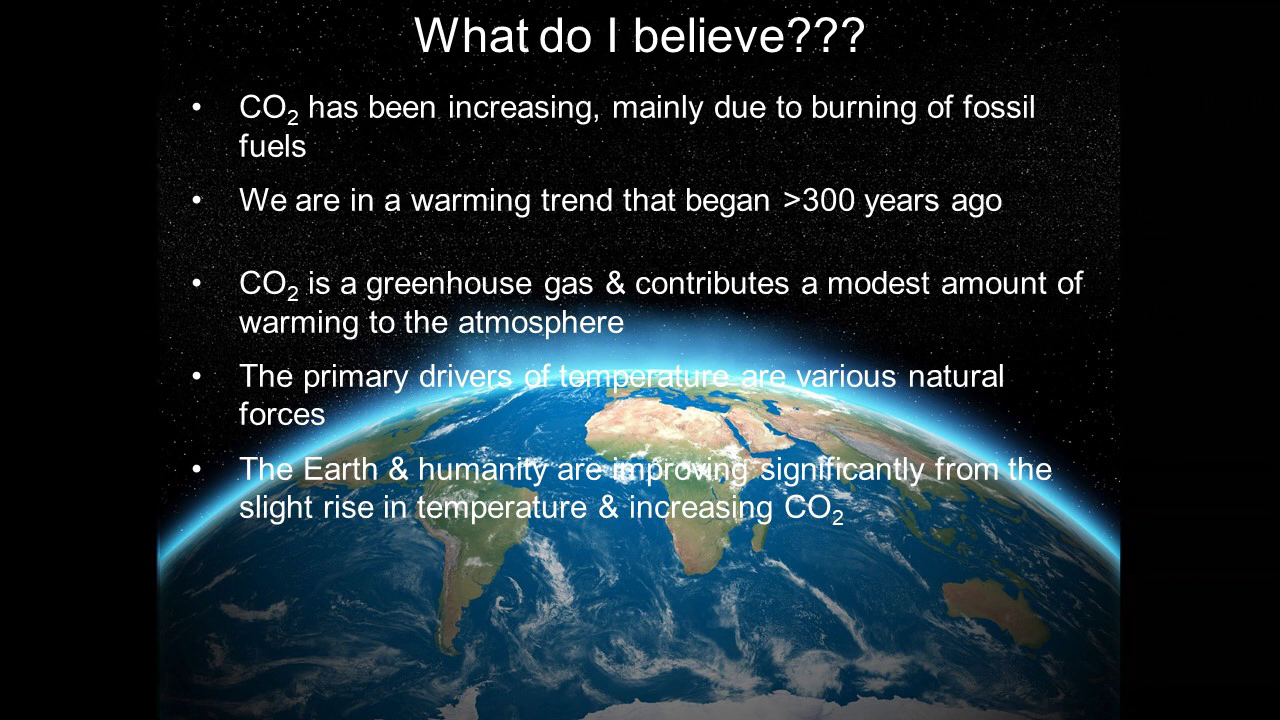 What do I believe???
• CO₂ has been increasing, mainly due to burning of fossil
fuels
• We are in a warming trend that began >300 years ago
• CO₂ is a greenhouse gas & contributes a modest amount of
warming to the atmosphere
• The primary drivers of temperature are various natural
forces
• The Earth & humanity are improving significantly from the
slight rise in temperature & increasing CO₂